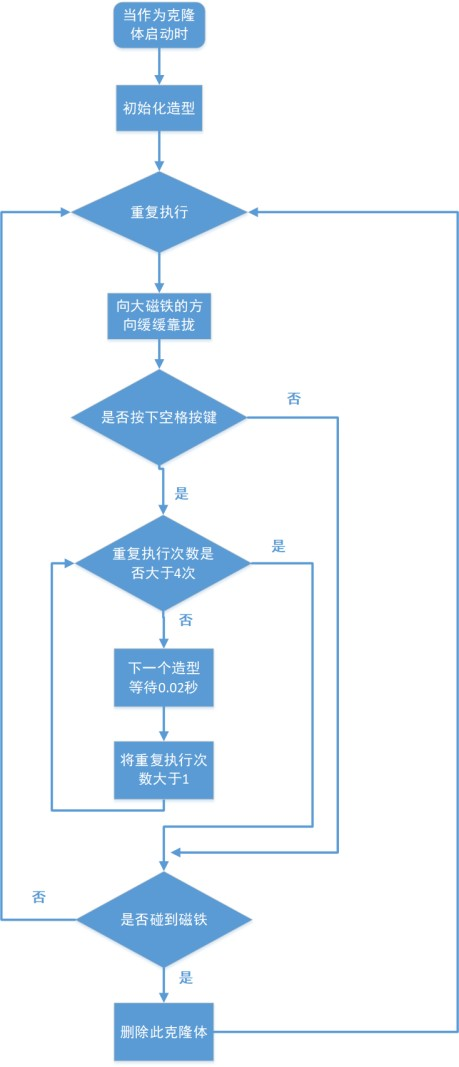 当作为克隆
体启动时
初始化造型
重复执行
向大磁铁的方
向缓缓靠拢
是否按下空格按键
否
是
重复执行次数是
否大于4次
是
否
下一个造型
等待0.02秒
将重复执行次
数大于1
是否碰到磁铁
否
是
删除此克隆体